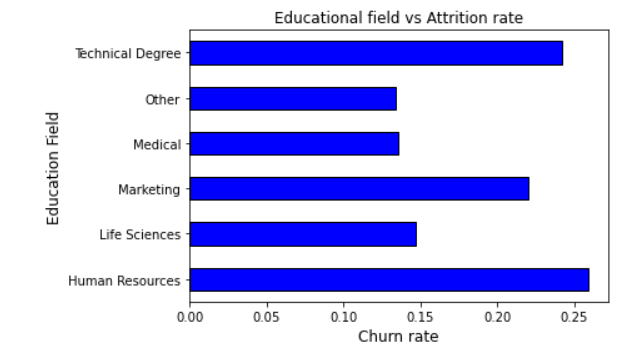 Educational field vs Attrition rate
Technical Degree
Other
Medical
Marketing
Life Sciences
Human Resources
Education Field
0.00 0.05 0.10 0.15 0.20 0.25
Churn rate